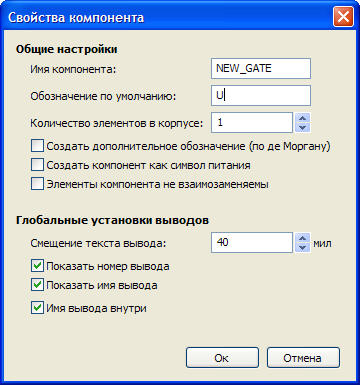 Свойства компонента
Общие настройки
Имя компонента: NEW_GATE
Обозначение по умолчанию: U
Количество элементов в корпусе: 1
Создать дополнительное обозначение (по де Моргану)
Создать компонент как символ питания
Элементы компонента не взаимозаменяемы
Глобальные установки выводов
Смещение текста вывода: 40 мил
Показать номер вывода
Показать имя вывода
Имя вывода внутри
Ок Отмена